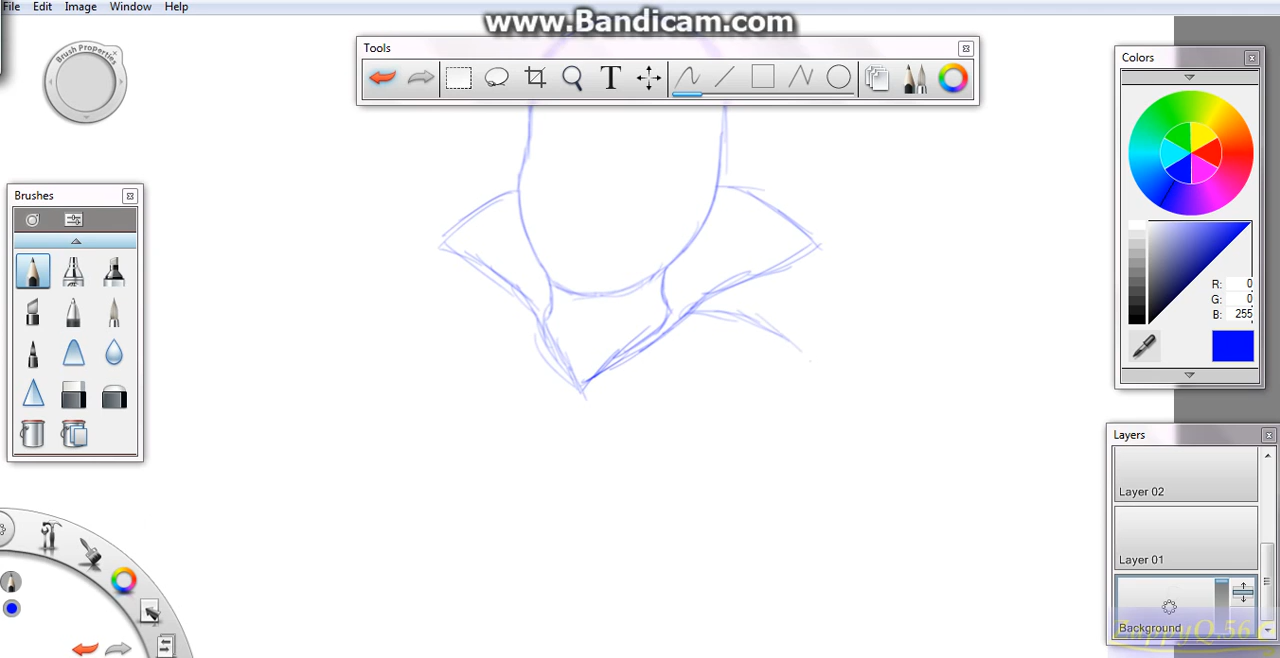 www.Bandicam.com
File Edit Image Window Help
Tools
T
Brush Properties
Brushes
Colors
R: 0
G: 0
B: 255
Layers
Layer 02
Layer 01
Background